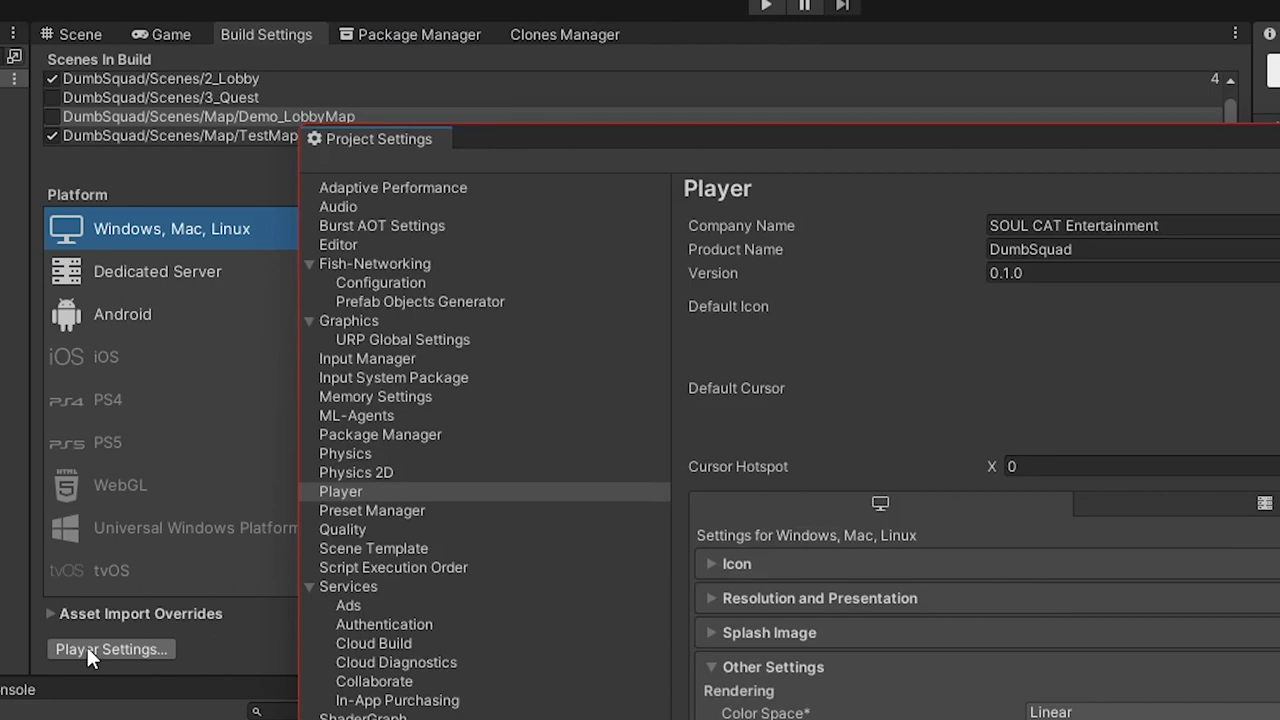 Scene
Game
Build Settings
Package Manager
Clones Manager
Scenes In Build
DumbSquad/Scenes/2_Lobby
4
DumbSquad/Scenes/3_Quest
DumbSquad/Scenes/Map/Demo_LobbyMap
DumbSquad/Scenes/Map/TestMap
Platform
Windows, Mac, Linux
Dedicated Server
Android
iOS iOS
PS4 PS4
PS5 PS5
HTML
5
WebGL
Universal Windows Platform
tvOS tvOS
Asset Import Overrides
Player Settings...
nsole
Project Settings
Adaptive Performance
Audio
Burst AOT Settings
Editor
Fish-Networking
Configuration
Prefab Objects Generator
Graphics
URP Global Settings
Input Manager
Input System Package
Memory Settings
ML-Agents
Package Manager
Physics
Physics 2D
Player
Preset Manager
Quality
Scene Template
Script Execution Order
Services
Ads
Authentication
Cloud Build
Cloud Diagnostics
Collaborate
In-App Purchasing
ShaderGraph
Player
Company Name SOUL CAT Entertainment
Product Name DumbSquad
Version 0.1.0
Default Icon
Default Cursor
Cursor Hotspot X 0
Settings for Windows, Mac, Linux
Icon
Resolution and Presentation
Splash Image
Other Settings
Rendering
Color Space* Linear